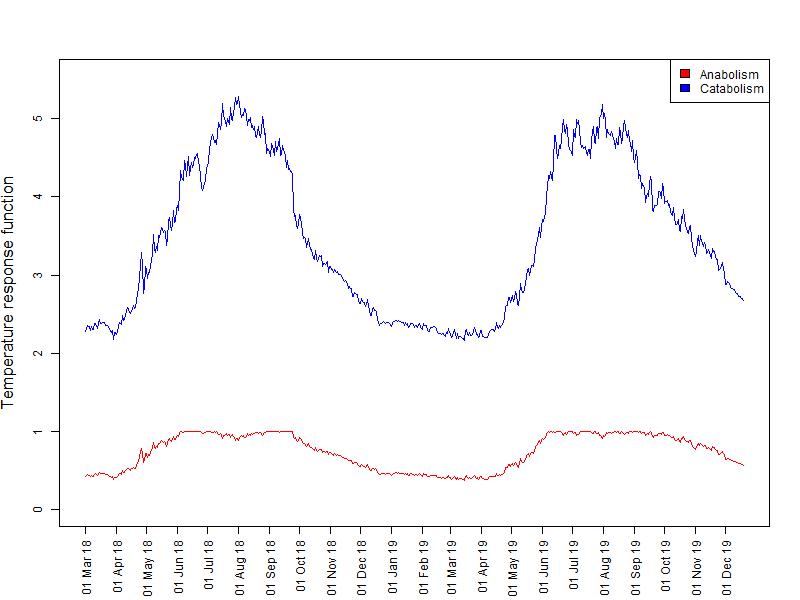 Anabolism
Catabolism
Temperature response function
5
4
3
2
1
0
01 Mar 18
01 Apr 18
01 May 18
01 Jun 18
01 Jul 18
01 Aug 18
01 Sep 18
01 Oct 18
01 Nov 18
01 Dec 18
01 Jan 19
01 Feb 19
01 Mar 19
01 Apr 19
01 May 19
01 Jun 19
01 Jul 19
01 Aug 19
01 Sep 19
01 Oct 19
01 Nov 19
01 Dec 19